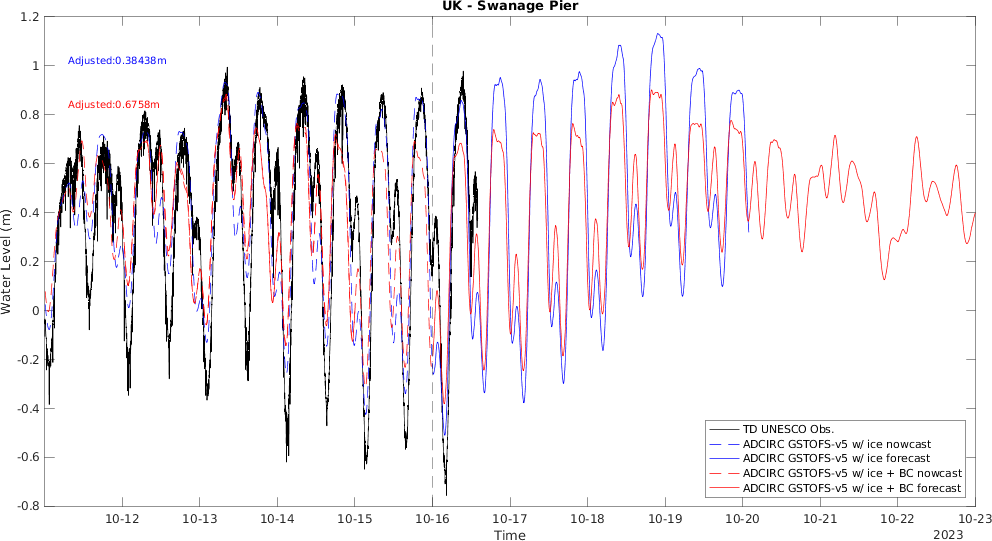 UK - Swanage Pier
1.2
1
0.8
0.6
0.4
0.2
0
-0.2
-0.4
-0.6
-0.8
Water Level (m)
Adjusted:0.38438m
Adjusted:0.6758m
TD UNESCO Obs.
ADCIRC GSTOFS-v5 w/ ice nowcast
ADCIRC GSTOFS-v5 w/ ice forecast
ADCIRC GSTOFS-v5 w/ ice + BC nowcast
ADCIRC GSTOFS-v5 w/ ice + BC forecast
10-12 10-13 10-14 10-15 10-16 10-17 10-18 10-19 10-20 10-21 10-22 10-23
Time
2023